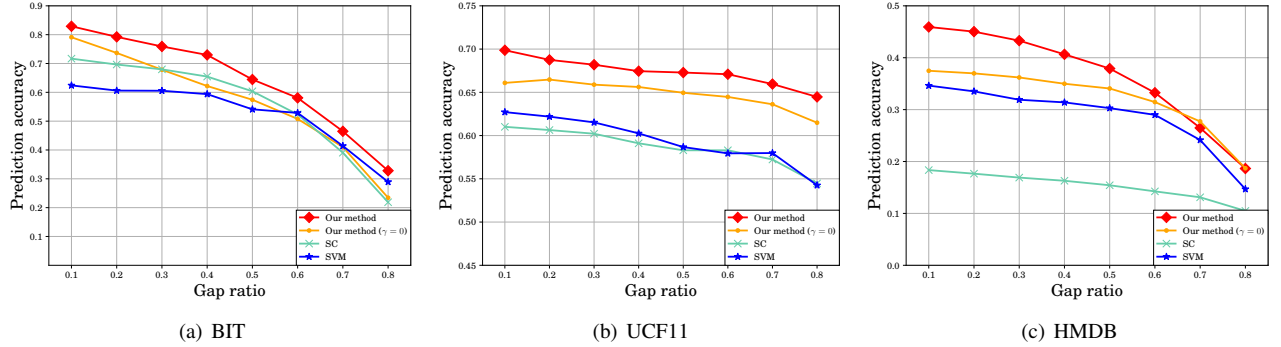 0.9
0.8
0.7
0.6
0.5
0.4
0.3
0.2
0.1
Prediction accuracy
Our method
Our method (γ = 0)
SC
SVM
0.1 0.2 0.3 0.4 0.5 0.6 0.7 0.8
Gap ratio
(a) BIT
0.75
0.70
0.65
0.60
0.55
0.50
0.45
Prediction accuracy
Our method
Our method (γ = 0)
SC
SVM
0.1 0.2 0.3 0.4 0.5 0.6 0.7 0.8
Gap ratio
(b) UCF11
0.5
0.4
0.3
0.2
0.1
0.0
Prediction accuracy
Our method
Our method (γ = 0)
SC
SVM
0.1 0.2 0.3 0.4 0.5 0.6 0.7 0.8
Gap ratio
(c) HMDB